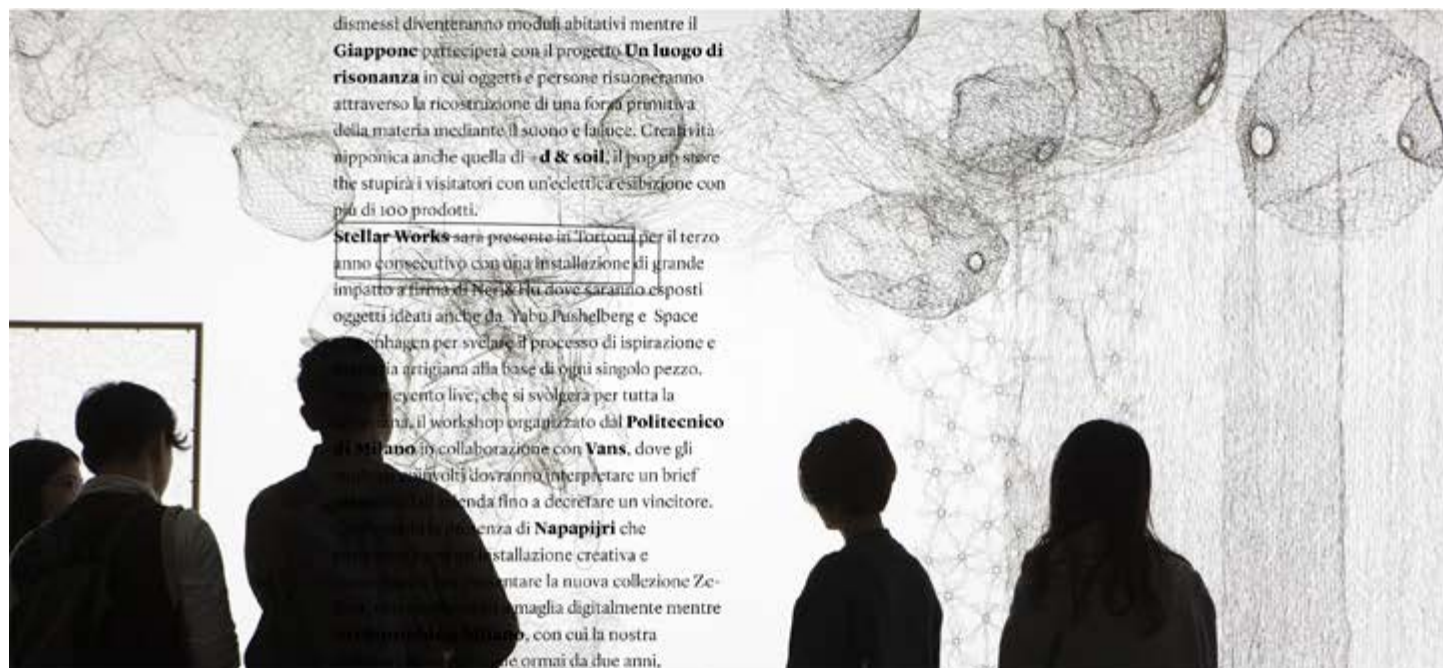 dismessi diventeranno moduli abitativi mentre il
Giappone parteciperà con il progetto Un luogo di
risonanza in cui oggetti e persone risuoneranno
attraverso la ricostruzione di una forza primitiva
della materia mediante il suono e la luce. Creatività
nipponica anche quella di +d & soil, il pop up store
the stupirà i visitatori con un'eclettica esibizione con
più di 100 prodotti.
Stellar Works sarà presente in Tortona per il terzo
anno consecutivo con una installazione di grande
impatto a firma di Neri&Hu dove saranno esposti
oggetti ideati anche da Yabu Pushelberg e Space
per svelare il processo di ispirazione e
artigiana alla base di ogni singolo pezzo.
evento live, che si svolgerà per tutta la
il workshop organizzato dal Politecnico
di Milano in collaborazione con Vans, dove gli
coinvolti dovranno interpretare un brief
fino a decretare un vincitore.
di Napapijri che
installazione creativa e
la nuova collezione Ze-
maglia digitalmente mentre
con cui la nostra
ormai da due anni,